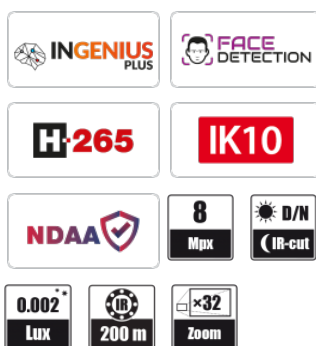 INGENIUS
PLUS
FACE
DETECTION
H·265
IK10
NDAA
8
Mpx
D/N
IR-cut
0.002**
Lux
IR
200 m
×32
Zoom